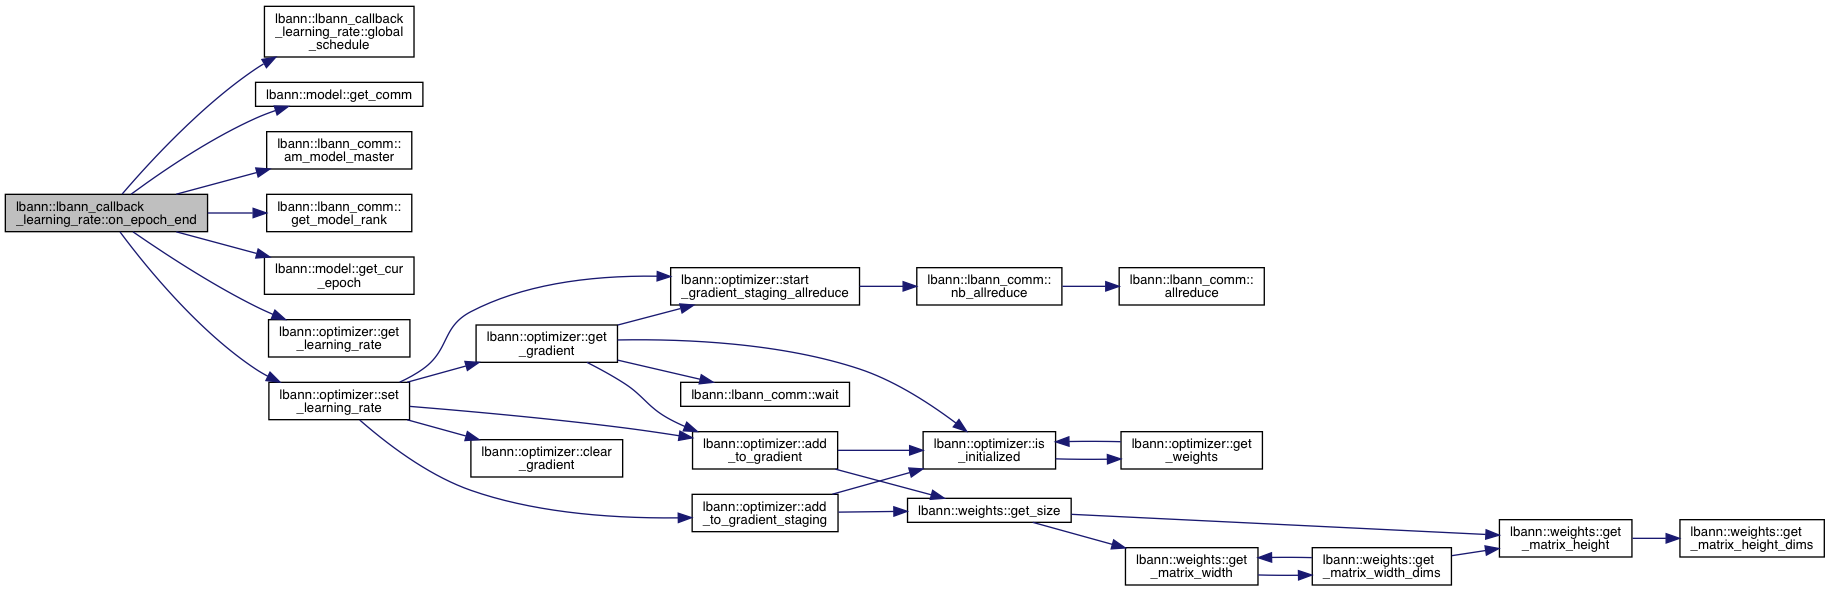 lbann::lbann_callback
_learning_rate::global
_schedule
lbann::model::get_comm
lbann::lbann_comm::
am_model_master
lbann::lbann_callback
_learning_rate::on_epoch_end
lbann::lbann_comm::
get_model_rank
lbann::model::get_cur
_epoch
lbann::optimizer::get
_learning_rate
lbann::optimizer::set
_learning_rate
lbann::optimizer::get
_gradient
lbann::optimizer::clear
_gradient
lbann::optimizer::start
_gradient_staging_allreduce
lbann::lbann_comm::wait
lbann::optimizer::add
_to_gradient
lbann::optimizer::add
_to_gradient_staging
lbann::lbann_comm::
nb_allreduce
lbann::lbann_comm::
allreduce
lbann::optimizer::is
_initialized
lbann::optimizer::get
_weights
lbann::weights::get_size
lbann::weights::get
_matrix_width
lbann::weights::get
_matrix_width_dims
lbann::weights::get
_matrix_height
lbann::weights::get
_matrix_height_dims